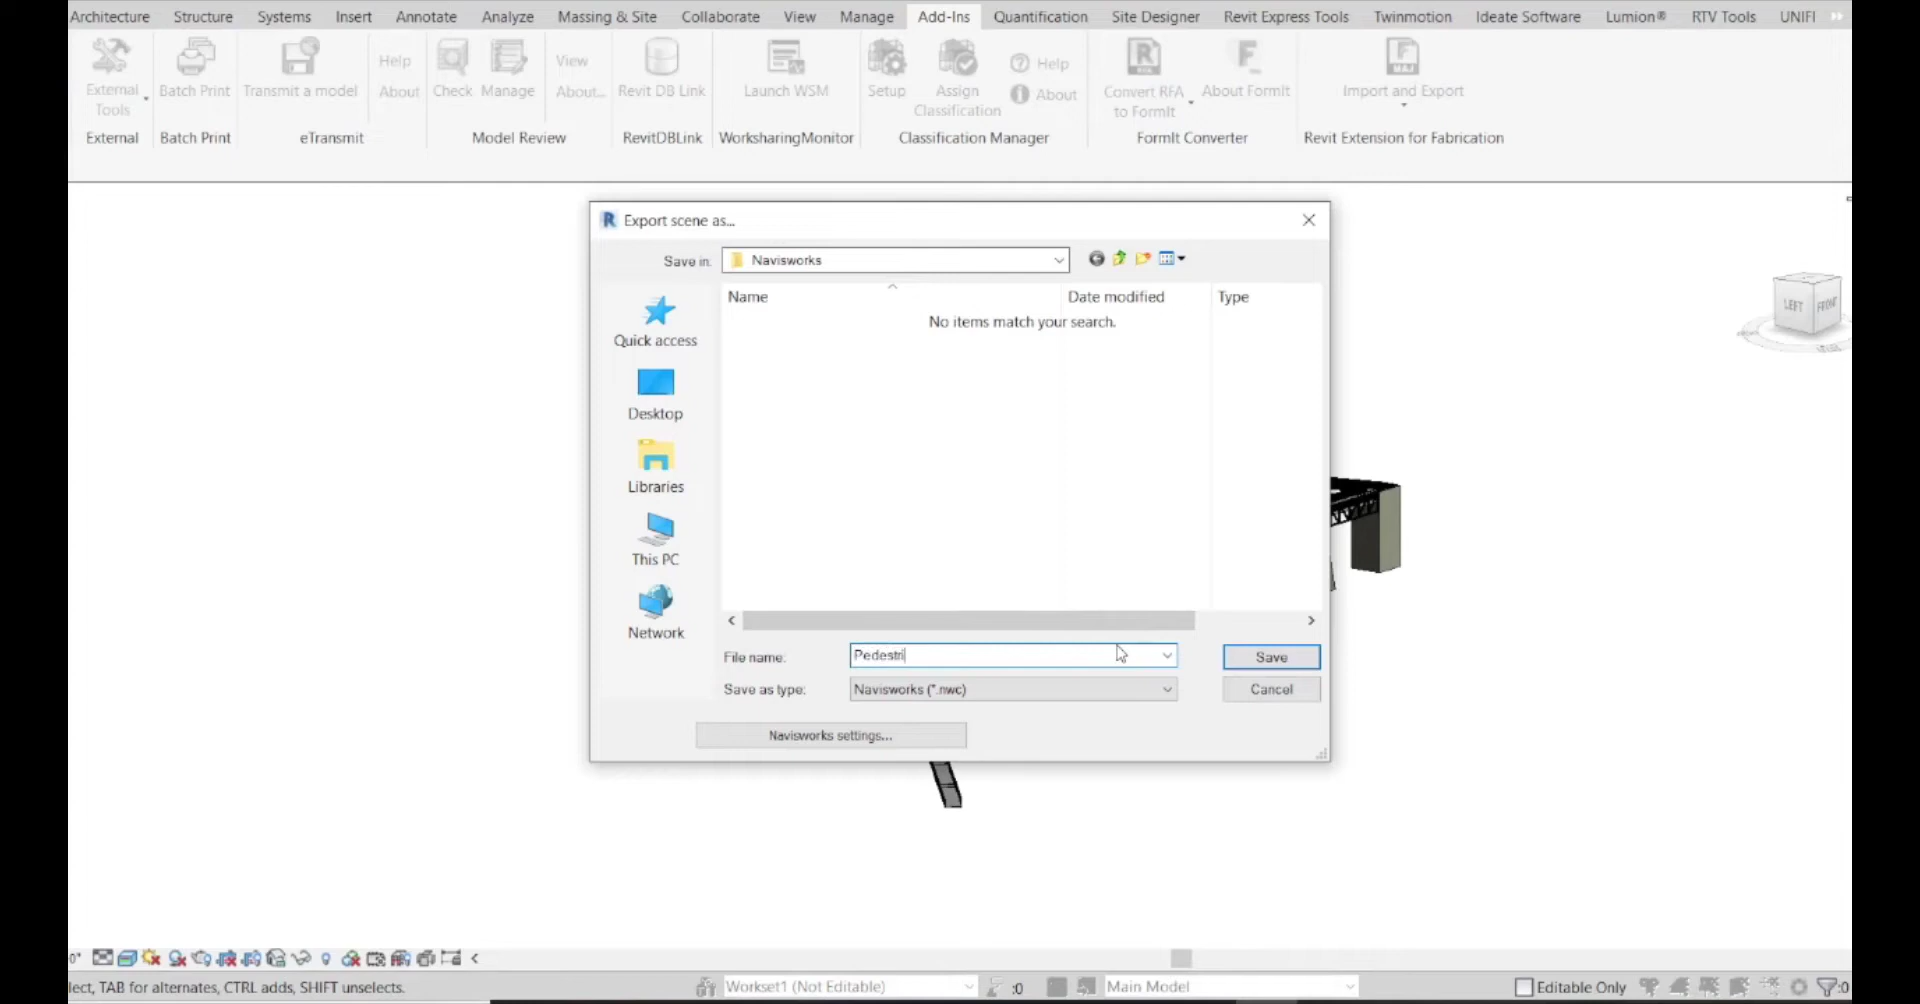 Architecture Structure Systems Insert Annotate Analyze Massing & Site Collaborate View Manage Add-Ins Quantification Site Designer Revit Express Tools Twinmotion Ideate Software Lumion® RTV Tools UNIFI
External Tools
Batch Print
Transmit a model
Help
About
Check
Manage
View
About...
Revit DB Link
Launch WSM
Setup
Assign Classification
Help
About
Convert RFA to FormIt
About FormIt
Import and Export
External Batch Print eTransmit Model Review RevitDBLink WorksharingMonitor Classification Manager FormIt Converter Revit Extension for Fabrication
R Export scene as...
Save in: Navisworks
Name Date modified Type
No items match your search.
Quick access
Desktop
Libraries
This PC
Network
LEFT FRONT
File name: Pedestri Save
Save as type: Navisworks (*.nwc) Cancel
Navisworks settings...
lect, TAB for alternates, CTRL adds, SHIFT unselects. Workset1 (Not Editable) :0 Main Model Editable Only :0